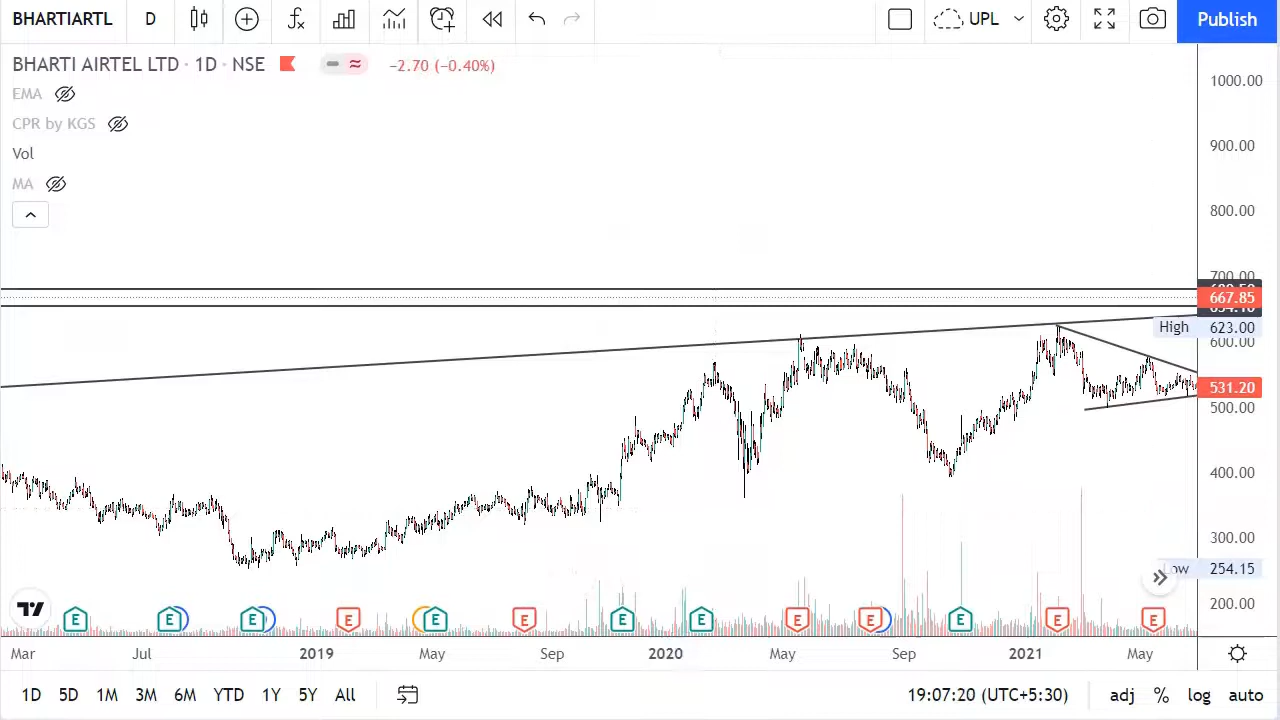 BHARTIARTL D UPL Publish
BHARTI AIRTEL LTD · 1D · NSE −2.70 (−0.40%)
EMA
CPR by KGS
Vol
MA
1000.00
900.00
800.00
700.00
667.85
High 623.00
600.00
531.20
500.00
400.00
300.00
254.15
200.00
E E E E E E E E E E E E E
Mar Jul 2019 May Sep 2020 May Sep 2021 May
1D 5D 1M 3M 6M YTD 1Y 5Y All 19:07:20 (UTC+5:30) adj % log auto